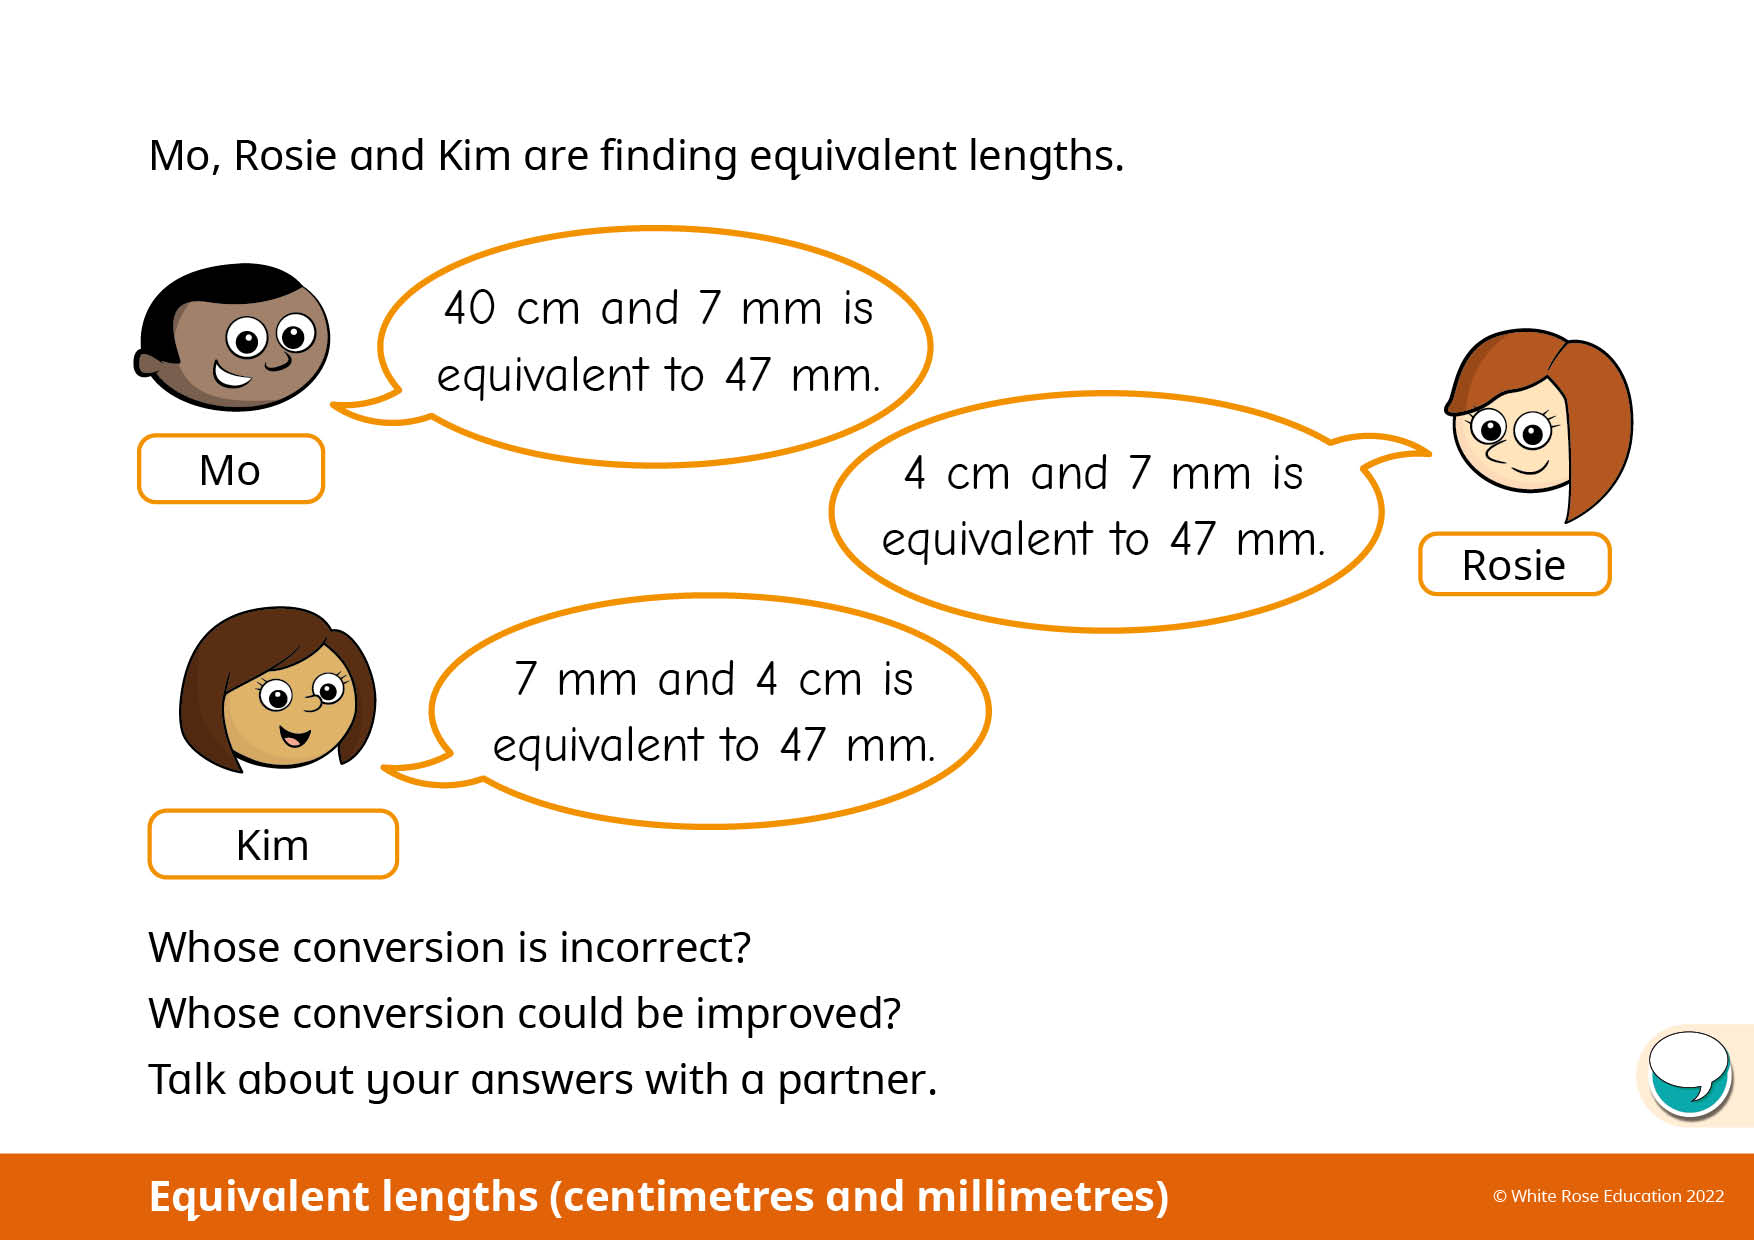 Mo, Rosie and Kim are finding equivalent lengths.
40 cm and 7 mm is
equivalent to 47 mm.
Mo
4 cm and 7 mm is
equivalent to 47 mm.
Rosie
7 mm and 4 cm is
equivalent to 47 mm.
Kim
Whose conversion is incorrect?
Whose conversion could be improved?
Talk about your answers with a partner.
Equivalent lengths (centimetres and millimetres)
© White Rose Education 2022